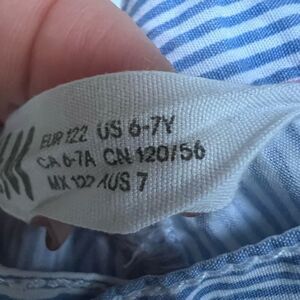 EUR 122 US 6-7Y
CA 6-7A CN 120/56
MX 122 AUS 7